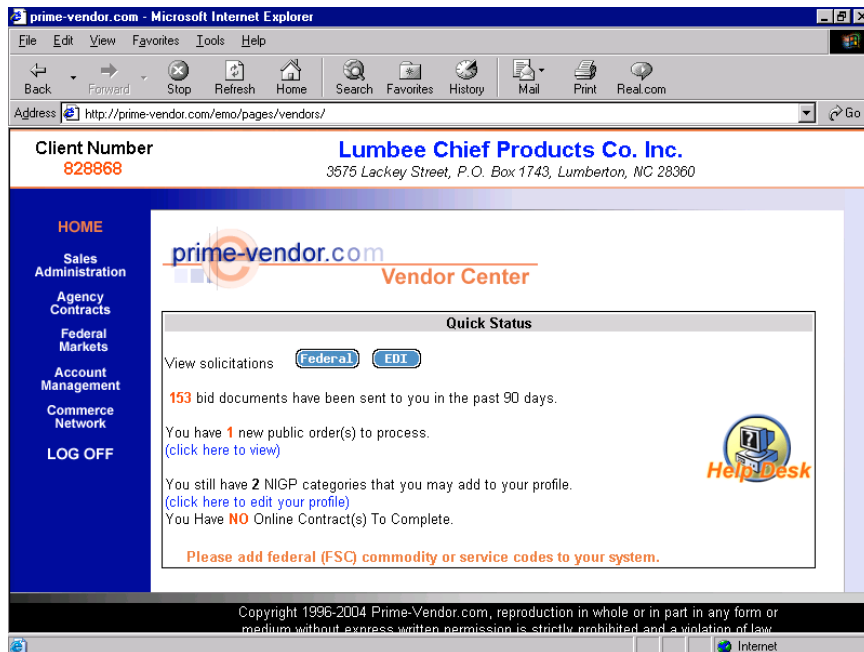 prime-vendor.com - Microsoft Internet Explorer
File Edit View Favorites Tools Help
Back Forward Stop Refresh Home Search Favorites History Mail Print Real.com
Address http://prime-vendor.com/emo/pages/vendors/ Go
Client Number
828868
Lumbee Chief Products Co. Inc.
3575 Lackey Street, P.O. Box 1743, Lumberton, NC 28360
HOME
Sales
Administration
Agency
Contracts
Federal
Markets
Account
Management
Commerce
Network
LOG OFF
prime-vendor.com
Vendor Center
Quick Status
View solicitations Federal EDI
153 bid documents have been sent to you in the past 90 days.
You have 1 new public order(s) to process.
(click here to view)
You still have 2 NIGP categories that you may add to your profile.
(click here to edit your profile)
You Have NO Online Contract(s) To Complete.
Please add federal (FSC) commodity or service codes to your system.
Help Desk
Copyright 1996-2004 Prime-Vendor.com, reproduction in whole or in part in any form or
medium without express written permission is strictly prohibited and a violation of law
Internet